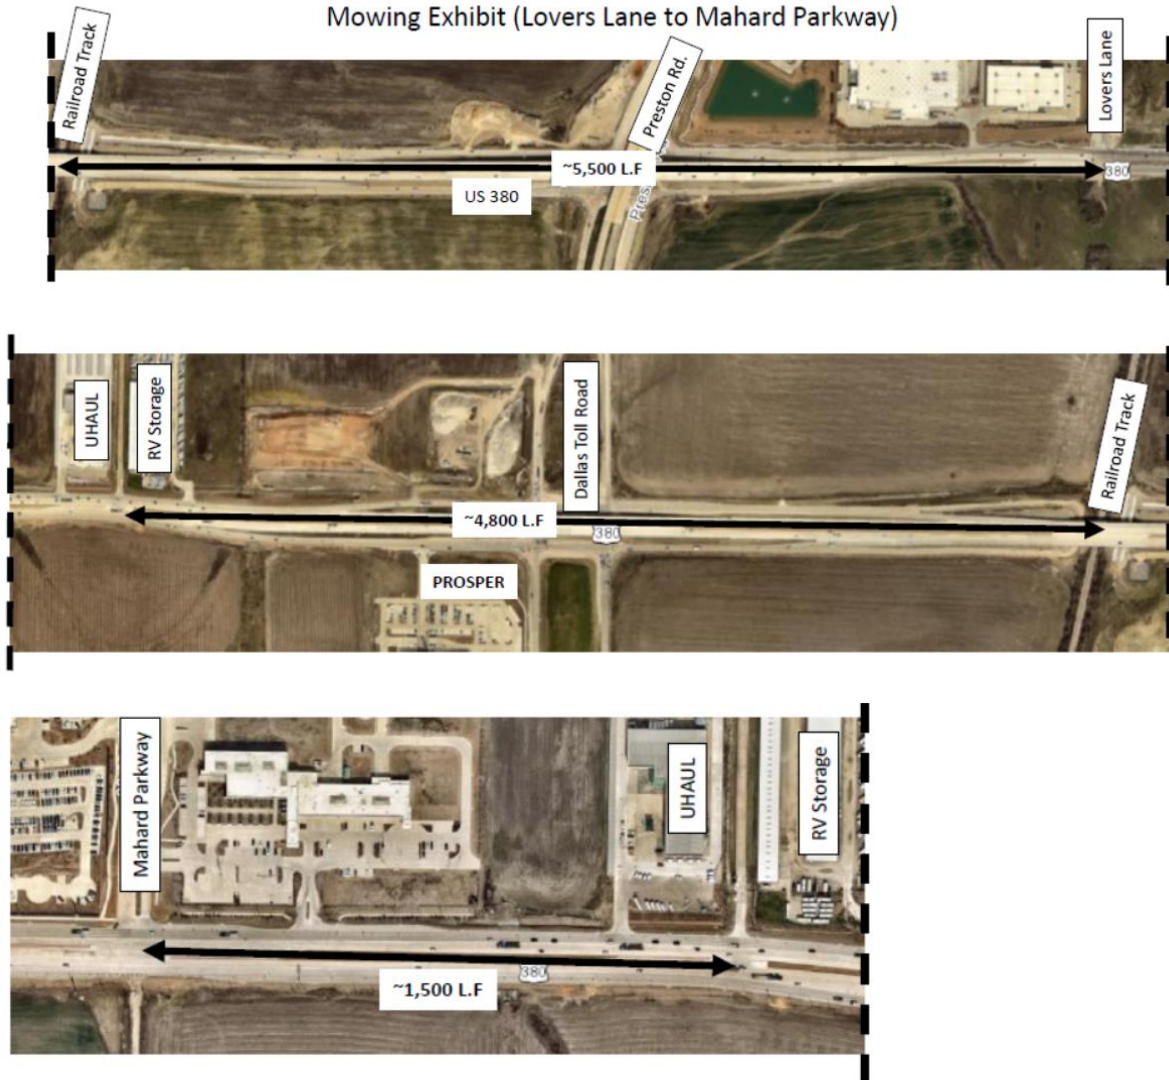 Mowing Exhibit (Lovers Lane to Mahard Parkway)
Railroad Track
Preston Rd.
Lovers Lane
~5,500 L.F
380
US 380
Pres
UHAUL
RV Storage
Dallas Toll Road
Railroad Track
~4,800 L.F
380
PROSPER
Mahard Parkway
UHAUL
RV Storage
380
~1,500 L.F